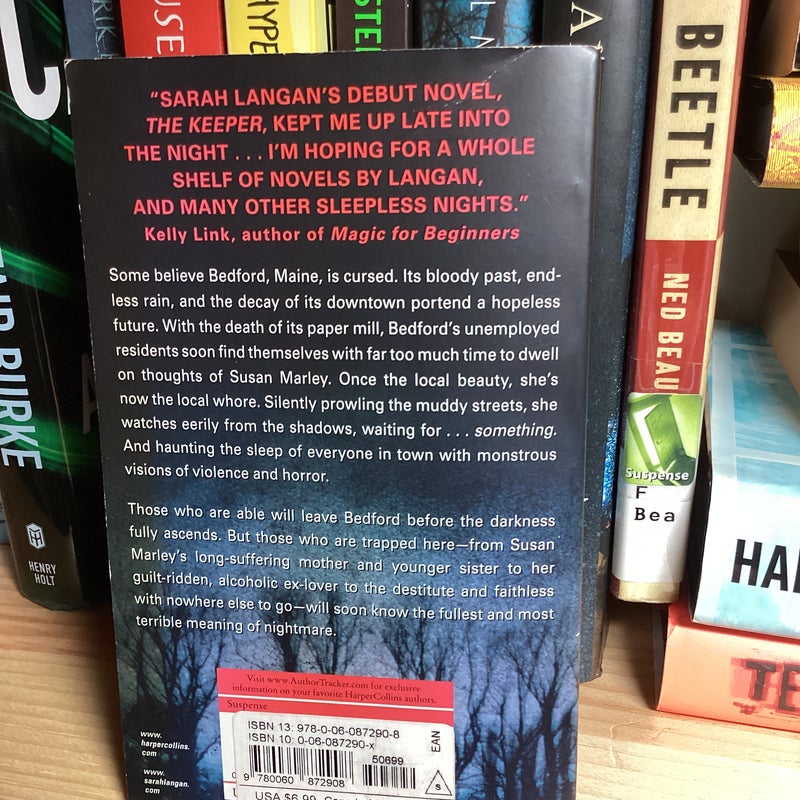 USE
HYPE
STE
BEETLE
NED BEAU
Suspense
F
Bea
BURKE
HENRY
HOLT
HA
TE
“SARAH LANGAN’S DEBUT NOVEL,
THE KEEPER, KEPT ME UP LATE INTO
THE NIGHT . . . I’M HOPING FOR A WHOLE
SHELF OF NOVELS BY LANGAN,
AND MANY OTHER SLEEPLESS NIGHTS.”
Kelly Link, author of Magic for Beginners
Some believe Bedford, Maine, is cursed. Its bloody past, end-
less rain, and the decay of its downtown portend a hopeless
future. With the death of its paper mill, Bedford’s unemployed
residents soon find themselves with far too much time to dwell
on thoughts of Susan Marley. Once the local beauty, she’s
now the local whore. Silently prowling the muddy streets, she
watches eerily from the shadows, waiting for . . . something.
And haunting the sleep of everyone in town with monstrous
visions of violence and horror.
Those who are able will leave Bedford before the darkness
fully ascends. But those who are trapped here—from Susan
Marley’s long-suffering mother and younger sister to her
guilt-ridden, alcoholic ex-lover to the destitute and faithless
with nowhere else to go—will soon know the fullest and most
terrible meaning of nightmare.
Visit www.AuthorTracker.com for exclusive
information on your favorite HarperCollins authors.
Suspense
ISBN 13: 978-0-06-087290-8
ISBN 10: 0-06-087290-x
EAN
50699
9 780060 872908
S
USA $6.99
www.
harpercollins.
com
www.
sarahlangan.
com